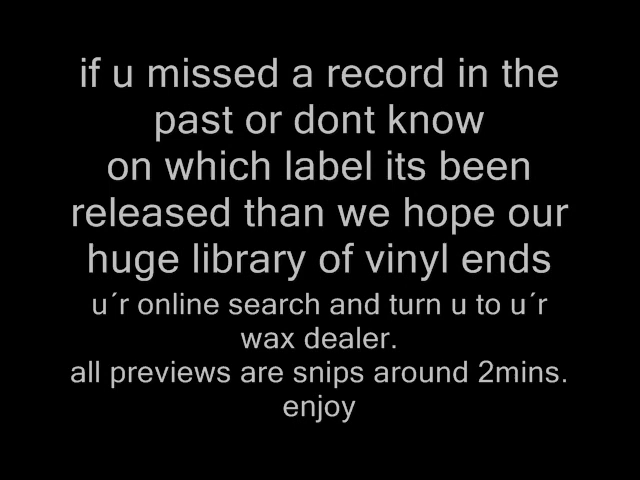 if u missed a record in the
past or dont know
on which label its been
released than we hope our
huge library of vinyl ends
u´r online search and turn u to u´r
wax dealer.
all previews are snips around 2mins.
enjoy